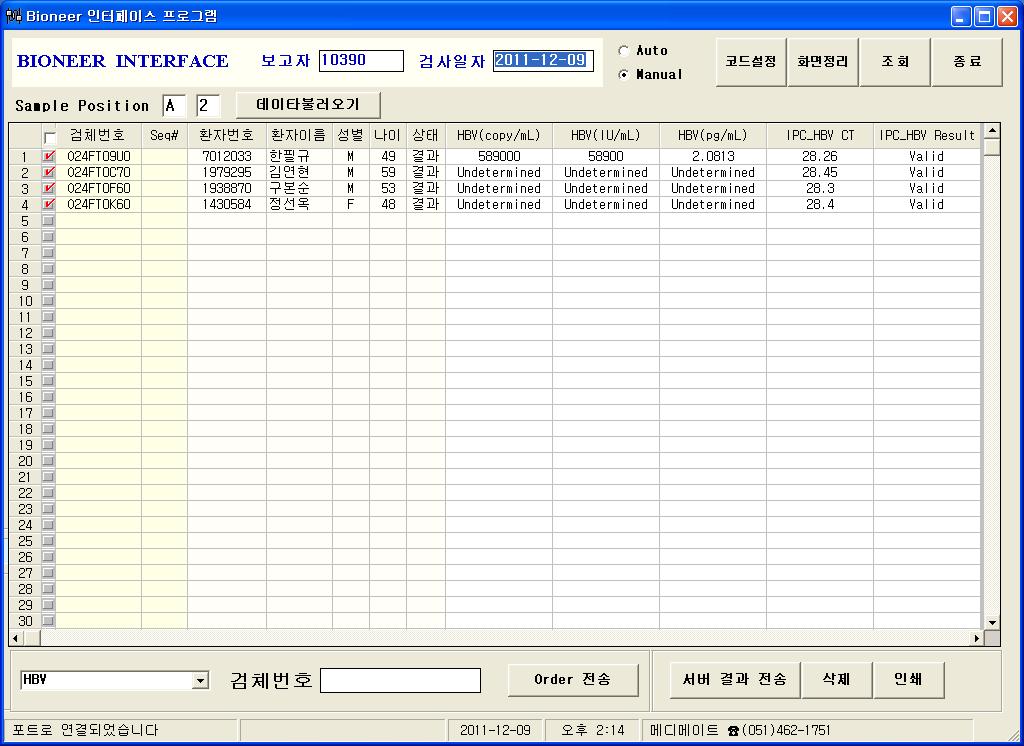 Bioneer 인터페이스 프로그램
BIONEER INTERFACE 보고자 10390 검사일자 2011-12-09
Auto
Manual
코드설정 화면정리 조 회 종 료
Sample Position A 2 데이타불러오기
검체번호 Seq# 환자번호 환자이름 성별 나이 상태 HBV(copy/mL) HBV(IU/mL) HBV(pg/mL) IPC_HBV CT IPC_HBV Result
1 024FT09U0 7012033 한필규 M 49 결과 589000 58900 2.0813 28.26 Valid
2 024FT0C70 1979295 김연현 M 59 결과 Undetermined Undetermined Undetermined 28.45 Valid
3 024FT0F60 1938870 구본순 M 53 결과 Undetermined Undetermined Undetermined 28.3 Valid
4 024FT0K60 1430584 정선옥 F 48 결과 Undetermined Undetermined Undetermined 28.4 Valid
5
6
7
8
9
10
11
12
13
14
15
16
17
18
19
20
21
22
23
24
25
26
27
28
29
30
HBV 검체번호 Order 전송 서버 결과 전송 삭제 인쇄
포트로 연결되었습니다 2011-12-09 오후 2:14 메디메이트 ☎(051)462-1751